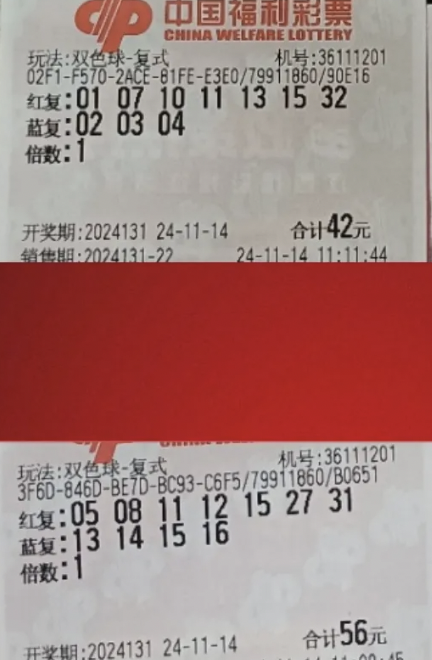 中国福利彩票
CHINA WELFARE LOTTERY
玩法:双色球-复式 机号:36111201
02F1-F570-2ACE-81FE-E3E0/79911860/90E16
红复:01 07 10 11 13 15 32
蓝复:02 03 04
倍数:1
开奖期:2024131 24-11-14 合计42元
销售期:2024131-22 24-11-14 11:11:44
玩法:双色球-复式 机号:36111201
3F6D-846D-BE7D-BC93-C6F5/79911860/B0651
红复:05 08 11 12 15 27 31
蓝复:13 14 15 16
倍数:1
开奖期:2024131 24-11-14 合计56元